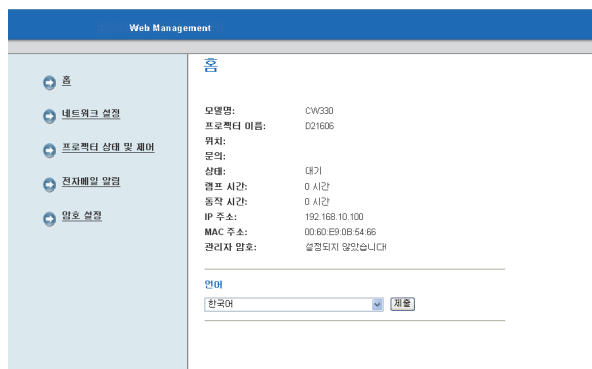 Web Management
홈
네트워크 설정
프로젝터 상태 및 제어
전자메일 알림
암호 설정
홈
모델명: CW330
프로젝터 이름: D21606
위치:
문의:
상태: 대기
램프 시간: 0 시간
동작 시간: 0 시간
IP 주소: 192.168.10.100
MAC 주소: 00:60:E9:0B:54:66
관리자 암호: 설정되지 않았습니다!
언어
한국어 제출